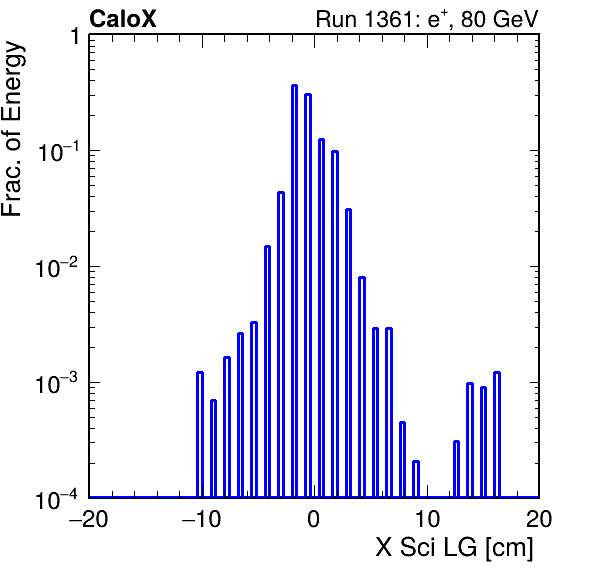 CaloX Run 1361: e⁺, 80 GeV
Frac. of Energy
1
10⁻¹
10⁻²
10⁻³
10⁻⁴
−20 −10 0 10 20
X Sci LG [cm]